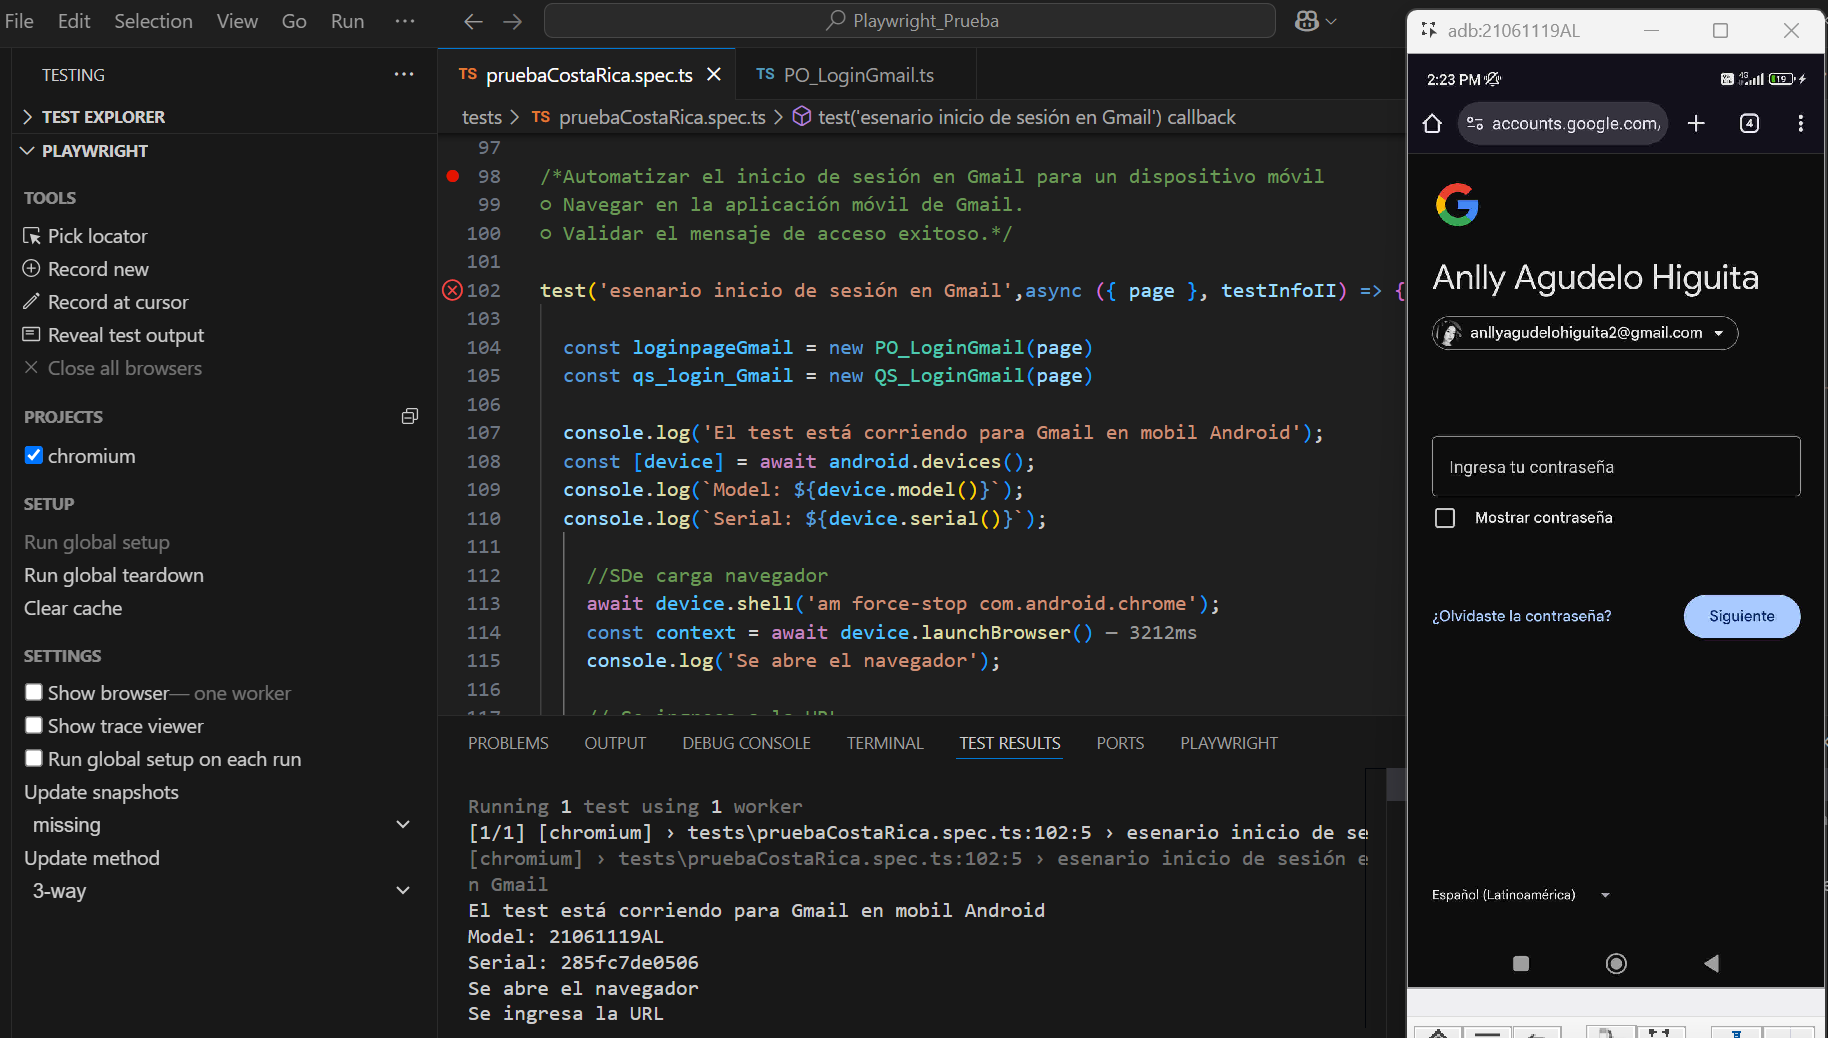 File Edit Selection View Go Run ···
Playwright_Prueba
TESTING ···
TEST EXPLORER
PLAYWRIGHT
TOOLS
Pick locator
Record new
Record at cursor
Reveal test output
Close all browsers
PROJECTS
chromium
SETUP
Run global setup
Run global teardown
Clear cache
SETTINGS
Show browser— one worker
Show trace viewer
Run global setup on each run
Update snapshots
missing
Update method
3-way
TS pruebaCostaRica.spec.ts
TS PO_LoginGmail.ts
tests > TS pruebaCostaRica.spec.ts > test('esenario inicio de sesión en Gmail') callback
97
98 /*Automatizar el inicio de sesión en Gmail para un dispositivo móvil
99 o Navegar en la aplicación móvil de Gmail.
100 o Validar el mensaje de acceso exitoso.*/
101
102 test('esenario inicio de sesión en Gmail',async ({ page }, testInfoII) => {
103
104 const loginpageGmail = new PO_LoginGmail(page)
105 const qs_login_Gmail = new QS_LoginGmail(page)
106
107 console.log('El test está corriendo para Gmail en mobil Android');
108 const [device] = await android.devices();
109 console.log(`Model: ${device.model()}`);
110 console.log(`Serial: ${device.serial()}`);
111
112 //SDe carga navegador
113 await device.shell('am force-stop com.android.chrome');
114 const context = await device.launchBrowser() — 3212ms
115 console.log('Se abre el navegador');
116
PROBLEMS OUTPUT DEBUG CONSOLE TERMINAL TEST RESULTS PORTS PLAYWRIGHT
Running 1 test using 1 worker
[1/1] [chromium] › tests\pruebaCostaRica.spec.ts:102:5 › esenario inicio de se
[chromium] › tests\pruebaCostaRica.spec.ts:102:5 › esenario inicio de sesión e
n Gmail
El test está corriendo para Gmail en mobil Android
Model: 21061119AL
Serial: 285fc7de0506
Se abre el navegador
Se ingresa la URL
adb:21061119AL
2:23 PM 4G 19
accounts.google.com/ 4
Anlly Agudelo Higuita
anllyagudelohiguita2@gmail.com
Ingresa tu contraseña
Mostrar contraseña
¿Olvidaste la contraseña? Siguiente
Español (Latinoamérica)